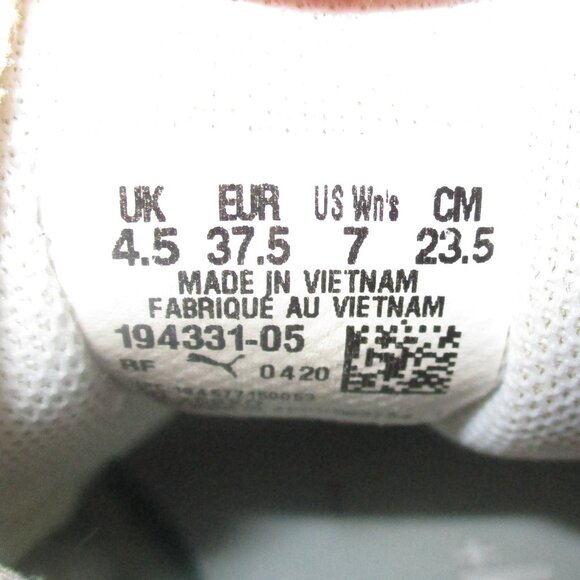 UK EUR US Wn's CM
4.5 37.5 7 23.5
MADE IN VIETNAM
FABRIQUÉ AU VIETNAM
194331-05
RF 0420